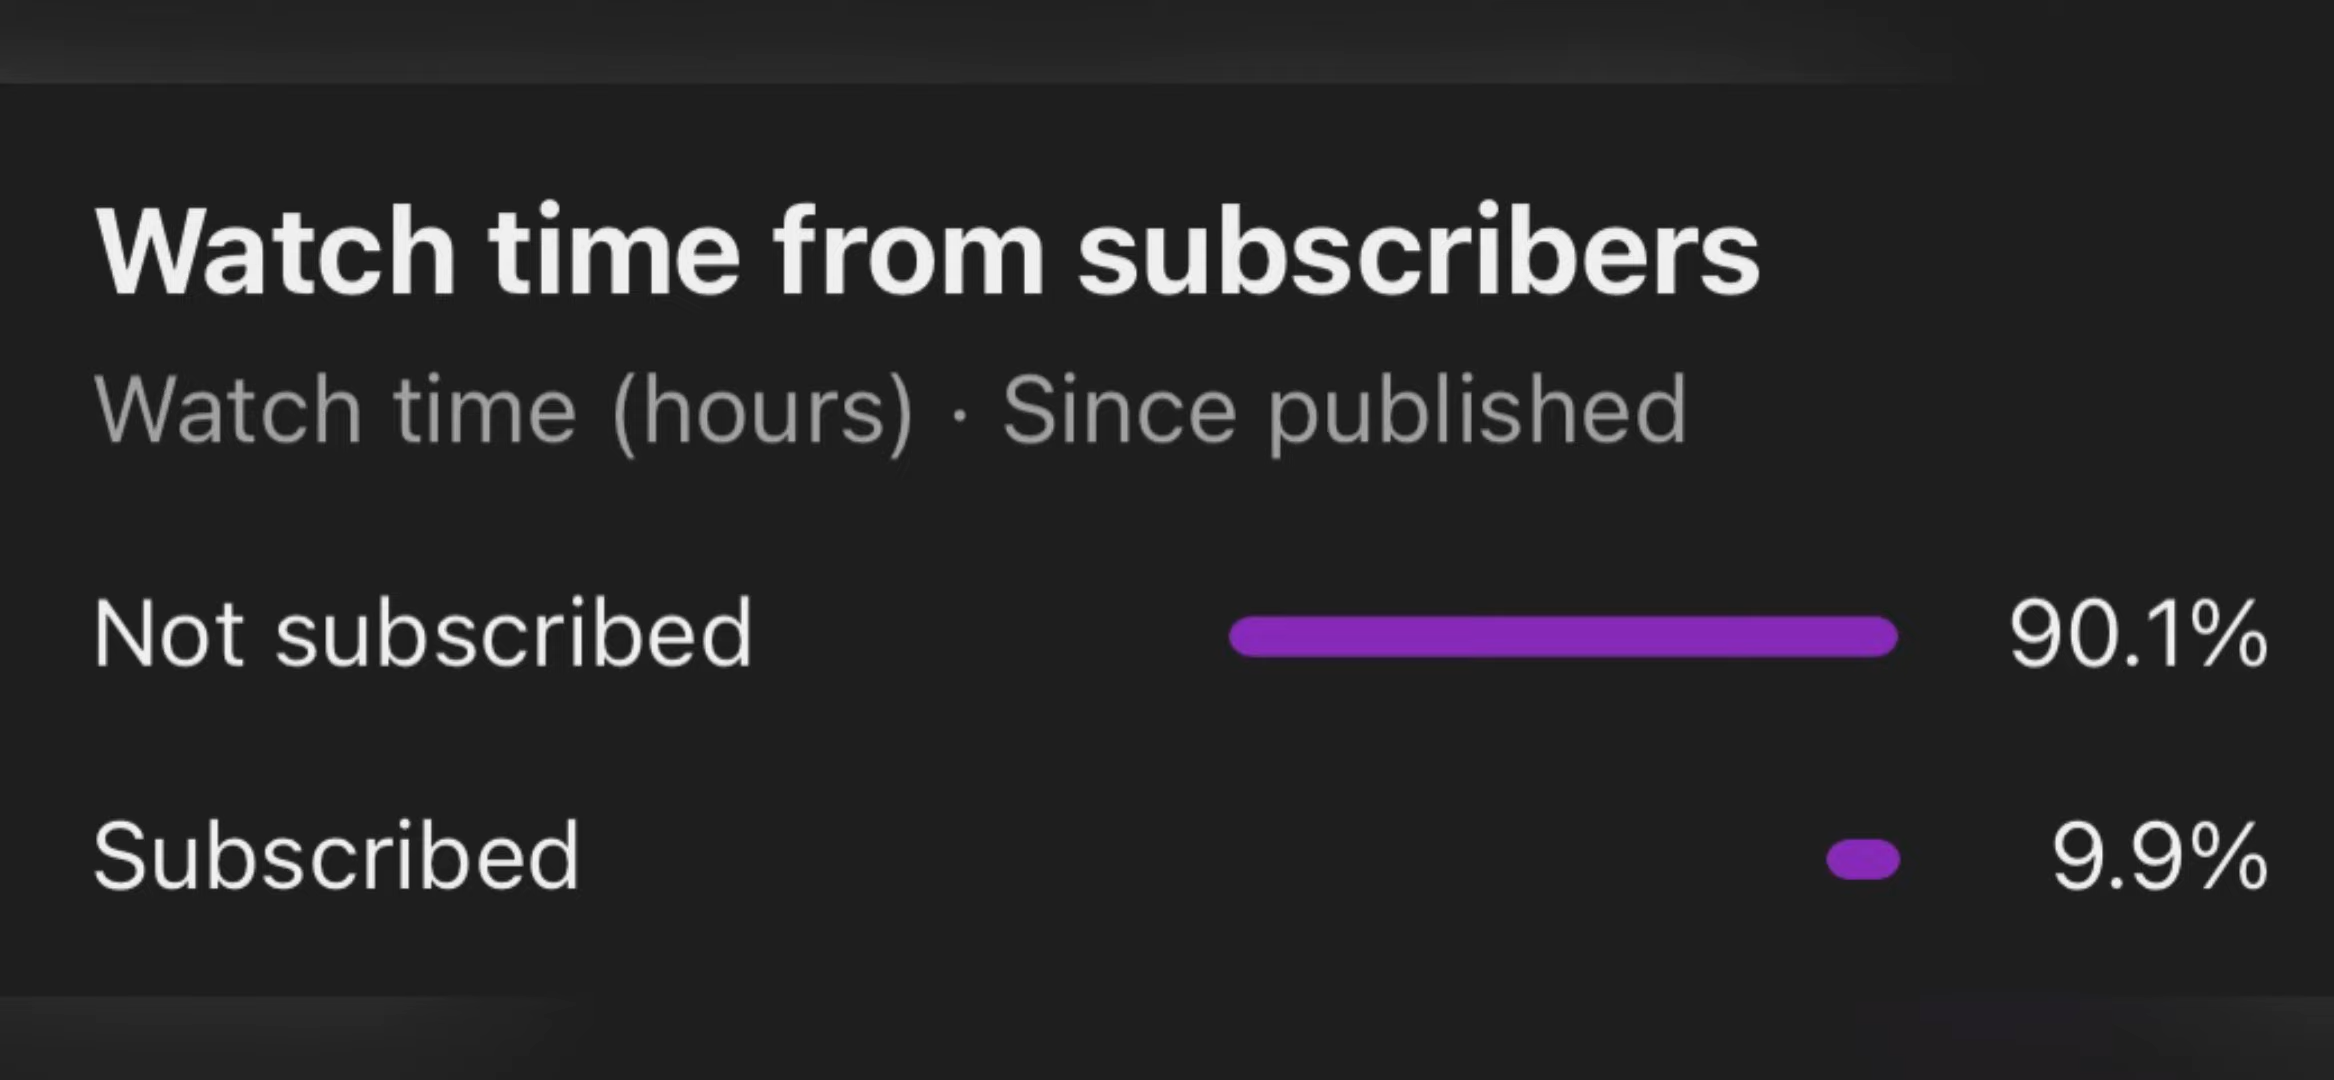 Watch time from subscribers
Watch time (hours) · Since published
Not subscribed 90.1%
Subscribed 9.9%